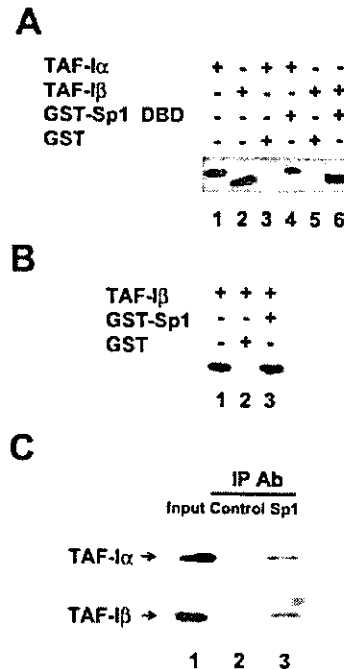 A
TAF-Iα + - + + - -
TAF-Iβ - + - - + +
GST-Sp1 DBD - - - + - +
GST - - + - + -
1 2 3 4 5 6
B
TAF-Iβ + + +
GST-Sp1 - - +
GST - + -
1 2 3
C
IP Ab
Input Control Sp1
TAF-Iα →
TAF-Iβ →
1 2 3